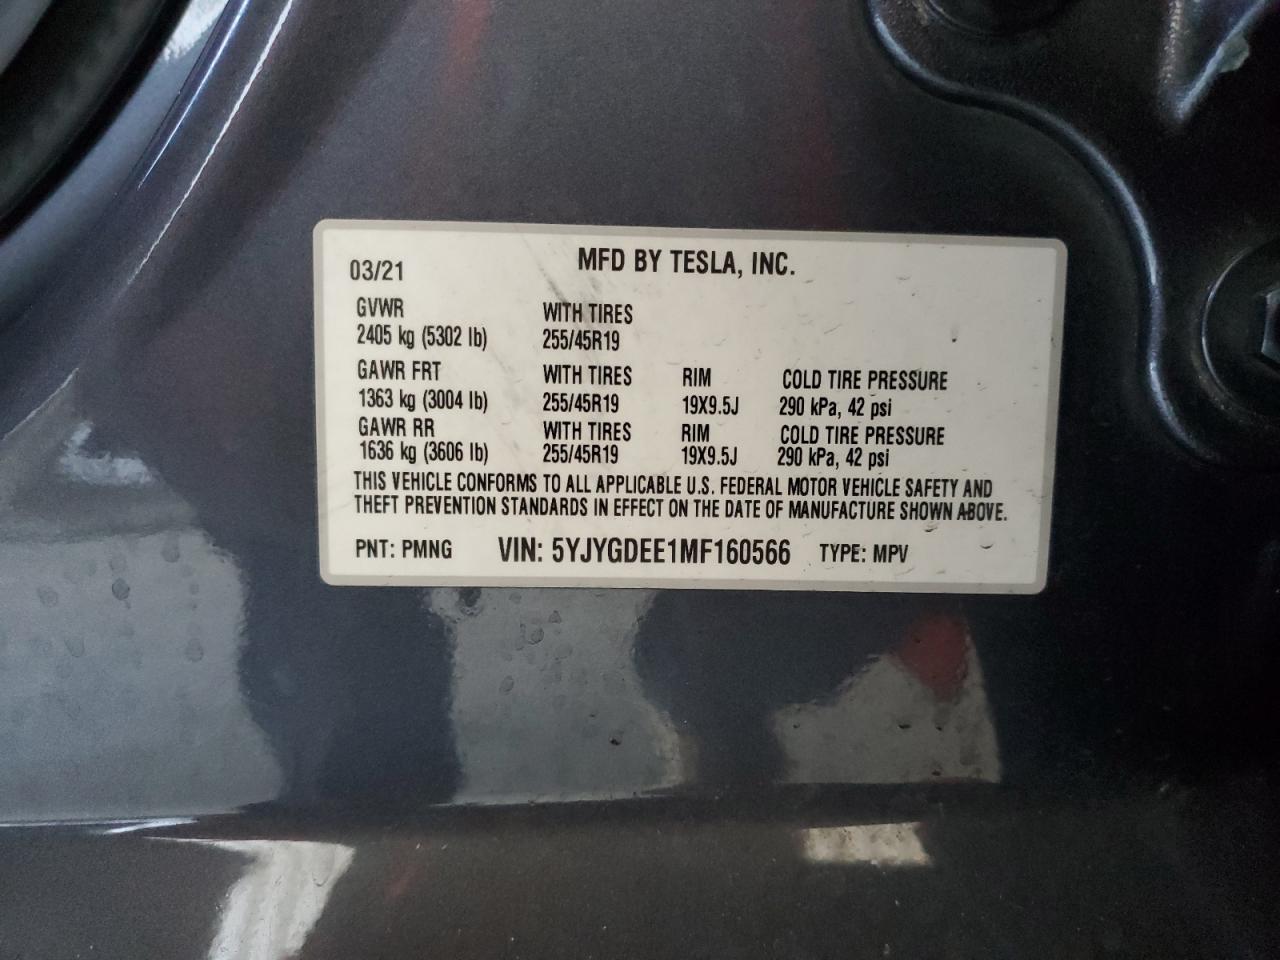 03/21 MFD BY TESLA, INC.
GVWR WITH TIRES
2405 kg (5302 lb) 255/45R19
GAWR FRT WITH TIRES RIM COLD TIRE PRESSURE
1363 kg (3004 lb) 255/45R19 19X9.5J 290 kPa, 42 psi
GAWR RR WITH TIRES RIM COLD TIRE PRESSURE
1636 kg (3606 lb) 255/45R19 19X9.5J 290 kPa, 42 psi
THIS VEHICLE CONFORMS TO ALL APPLICABLE U.S. FEDERAL MOTOR VEHICLE SAFETY AND
THEFT PREVENTION STANDARDS IN EFFECT ON THE DATE OF MANUFACTURE SHOWN ABOVE.
PNT: PMNG VIN: 5YJYGDEE1MF160566 TYPE: MPV